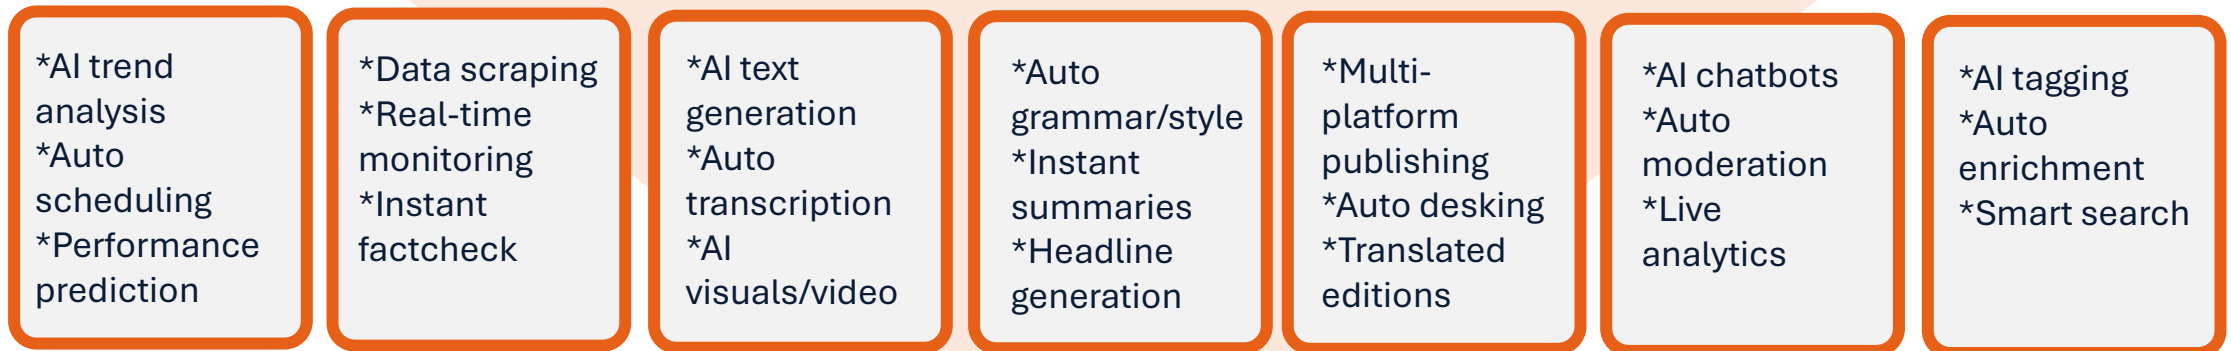 *AI trend
analysis
*Auto
scheduling
*Performance
prediction
*Data scraping
*Real-time
monitoring
*Instant
factcheck
*AI text
generation
*Auto
transcription
*AI
visuals/video
*Auto
grammar/style
*Instant
summaries
*Headline
generation
*Multi-
platform
publishing
*Auto desking
*Translated
editions
*AI chatbots
*Auto
moderation
*Live
analytics
*AI tagging
*Auto
enrichment
*Smart search